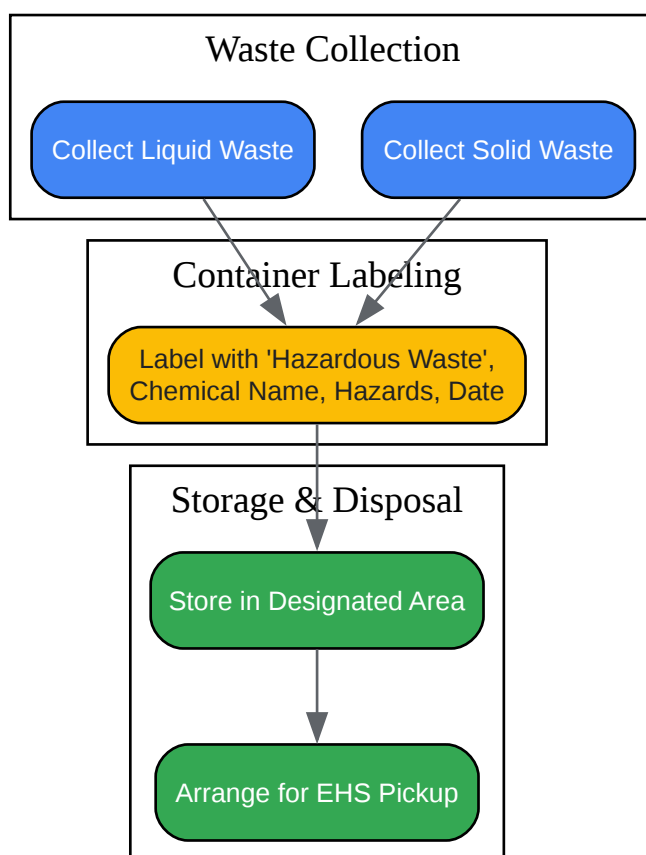 Waste Collection
Collect Liquid Waste
Collect Solid Waste
Container Labeling
Label with 'Hazardous Waste',
Chemical Name, Hazards, Date
Storage & Disposal
Store in Designated Area
Arrange for EHS Pickup